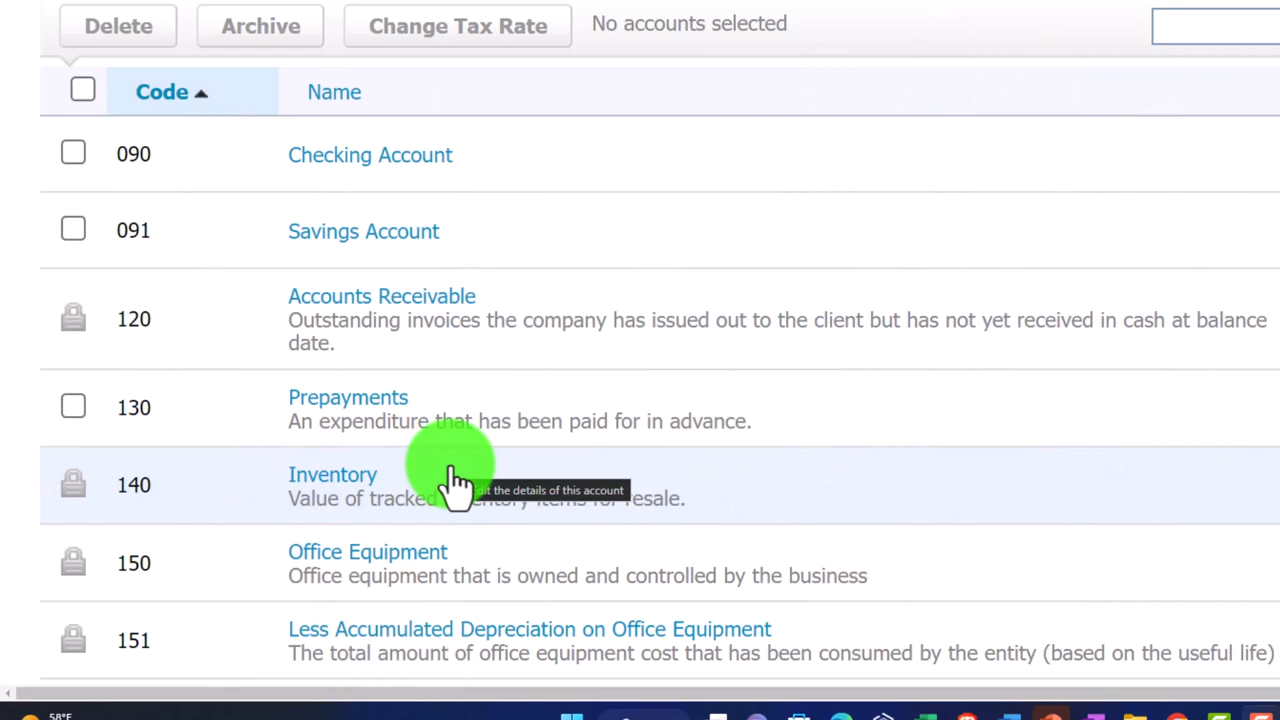 Delete Archive Change Tax Rate No accounts selected
Code Name
090 Checking Account
091 Savings Account
Accounts Receivable
120 Outstanding invoices the company has issued out to the client but has not yet received in cash at balance
date.
Prepayments
130 An expenditure that has been paid for in advance.
Inventory
140 Value of tracked inventory items for resale.
dit the details of this account
Office Equipment
150 Office equipment that is owned and controlled by the business
Less Accumulated Depreciation on Office Equipment
151 The total amount of office equipment cost that has been consumed by the entity (based on the useful life)
58°F